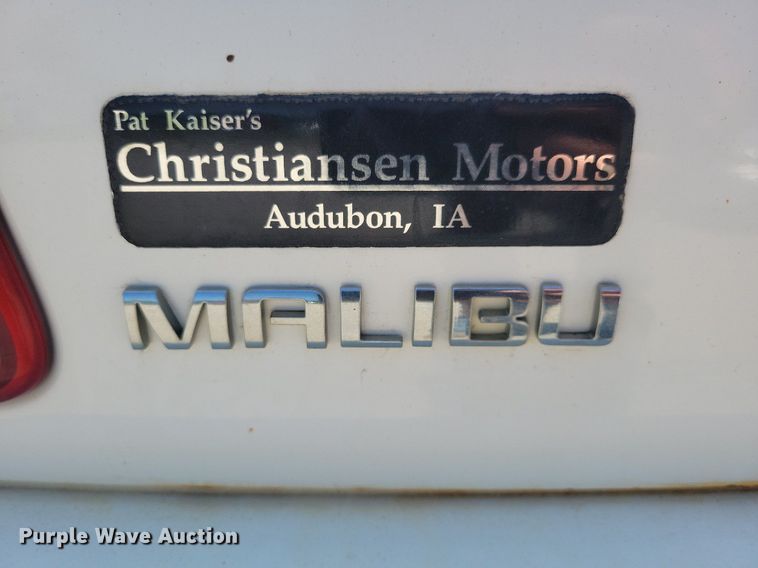 Pat Kaiser's
Christiansen Motors
Audubon, IA
MALIBU
Purple Wave Auction